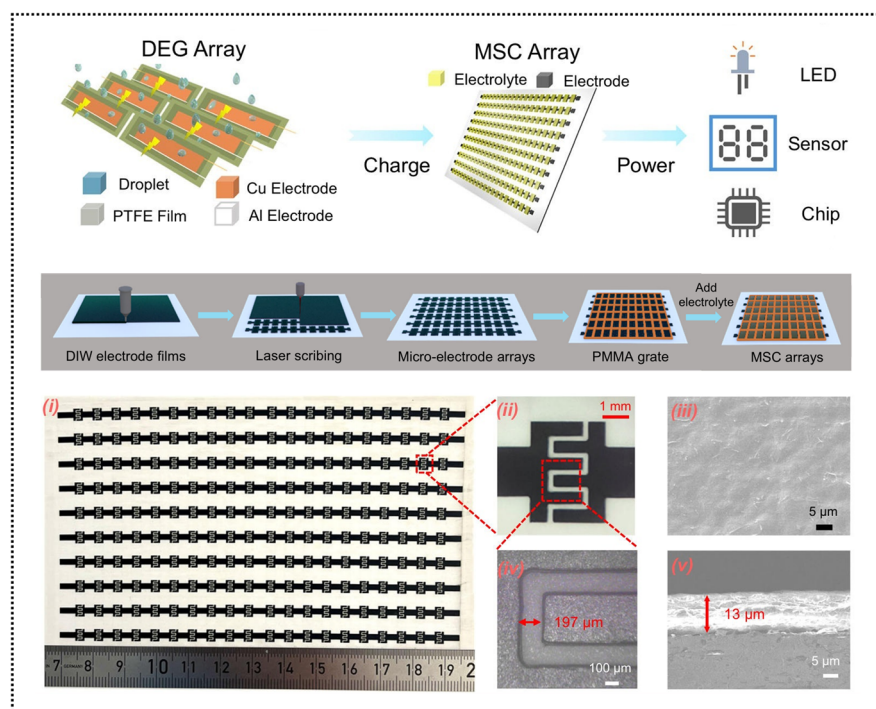 DEG Array
MSC Array
Electrolyte
Electrode
LED
Charge
Power
Sensor
Droplet
Cu Electrode
PTFE Film
Al Electrode
Chip
Add
electrolyte
DIW electrode films
Laser scribing
Micro-electrode arrays
PMMA grate
MSC arrays
(i)
(ii)
1 mm
(iii)
5 μm
7 8 9 10 11 12 13 14 15 16 17 18 19 2
GERMANY
(iv)
197 μm
100 μm
(v)
13 μm
5 μm